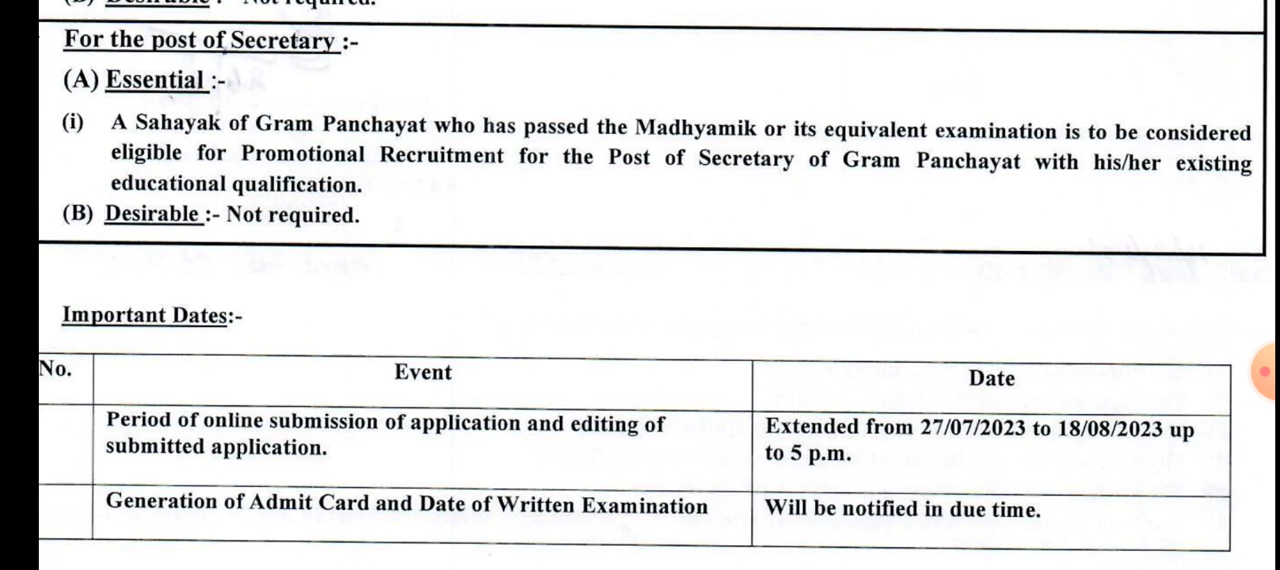 (B) Desirable :- Not required.
For the post of Secretary :-
(A) Essential :-
(i) A Sahayak of Gram Panchayat who has passed the Madhyamik or its equivalent examination is to be considered
eligible for Promotional Recruitment for the Post of Secretary of Gram Panchayat with his/her existing
educational qualification.
(B) Desirable :- Not required.
Important Dates:-
No. Event Date
Period of online submission of application and editing of
submitted application.
Extended from 27/07/2023 to 18/08/2023 up
to 5 p.m.
Generation of Admit Card and Date of Written Examination Will be notified in due time.